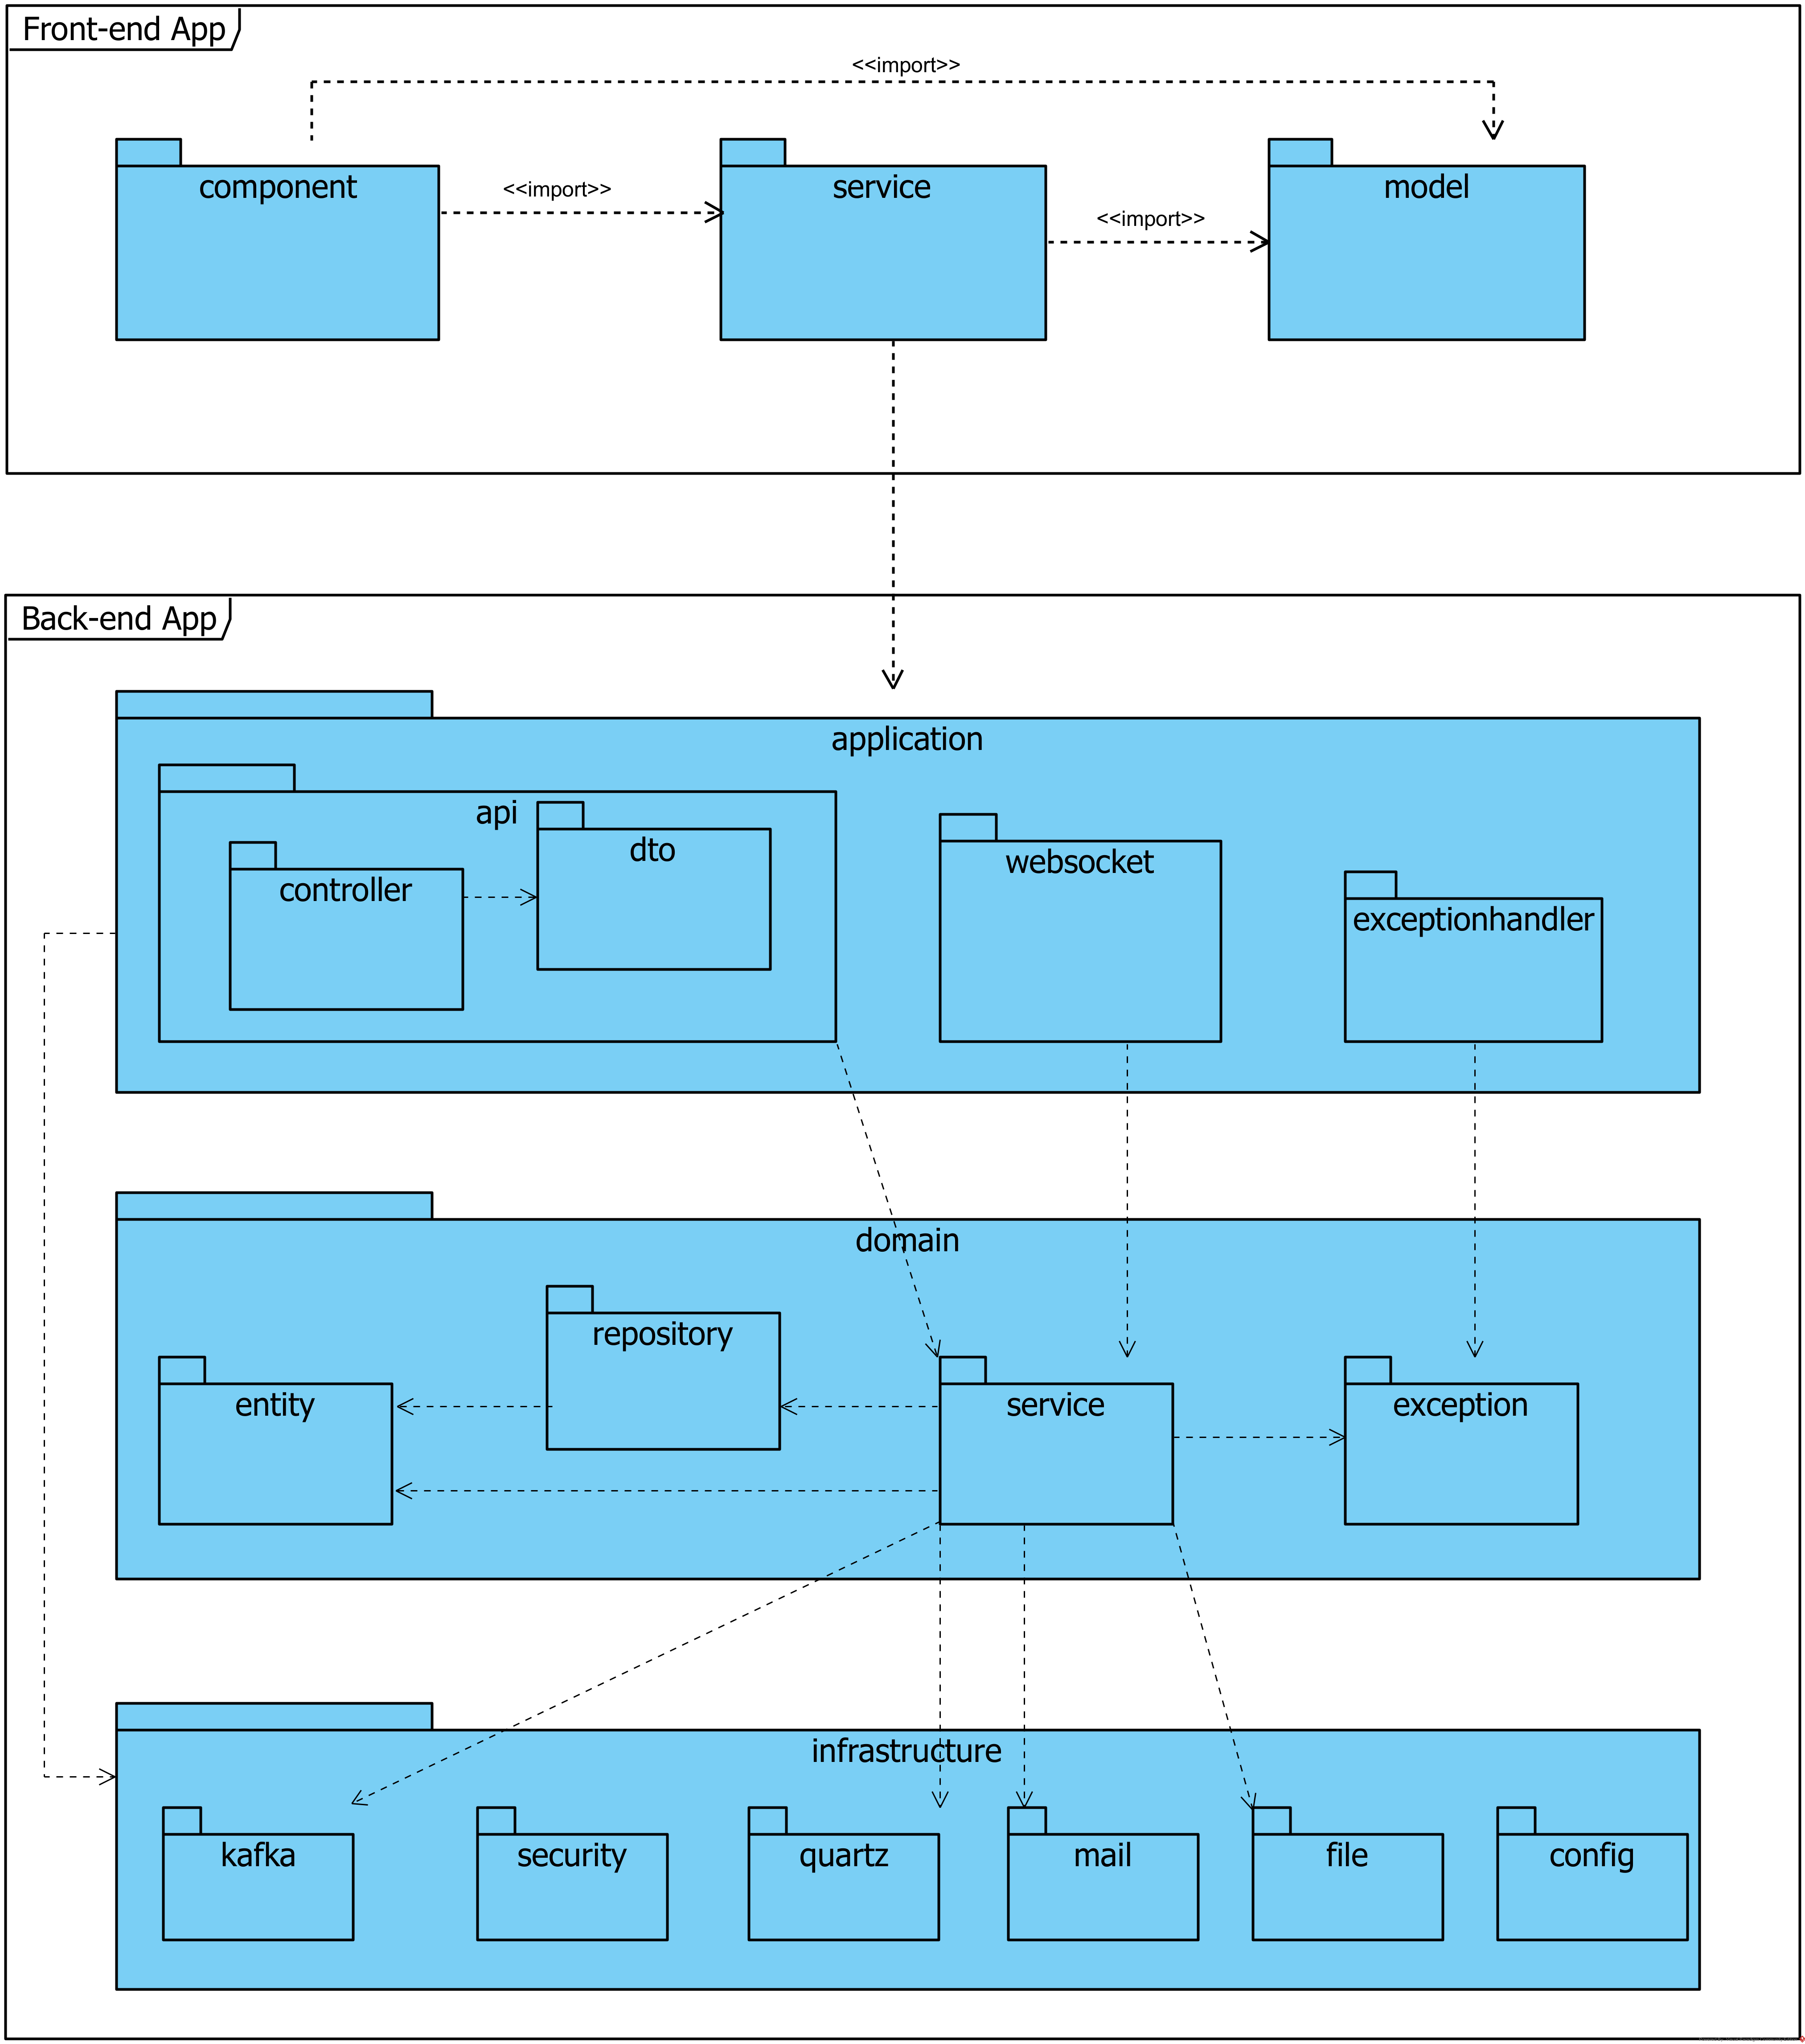 Front-end App
<<import>>
component
<<import>>
service
<<import>>
model
Back-end App
application
api
dto
controller
websocket
exceptionhandler
domain
repository
entity
service
exception
infrastructure
kafka
security
quartz
mail
file
config